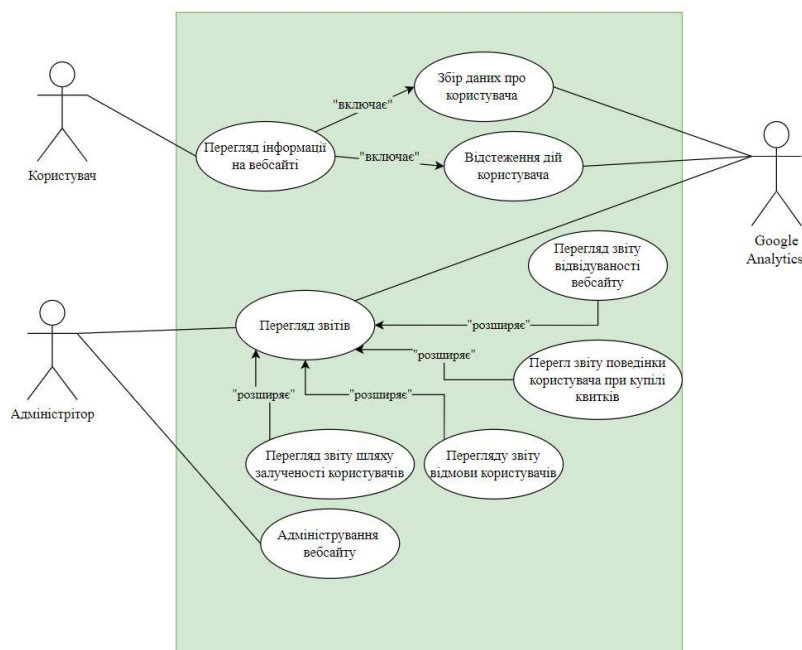 Збір даних про
користувача
"включає"
Користувач
Перегляд інформації
на вебсайті
"включає"
Відстеження дій
користувача
Google
Analytics
Перегляд звіту
відвідуваності
вебсайту
Перегляд звітів
"розширяє"
"розширяє"
Перегл звіту поведінки
користувача при купілі
квитків
"розширяє"
"розширяє"
Адміністрітор
Перегляд звіту шляху
залученості користувачів
Перегляду звіту
відмови користувачів
Адміністрування
вебсайту